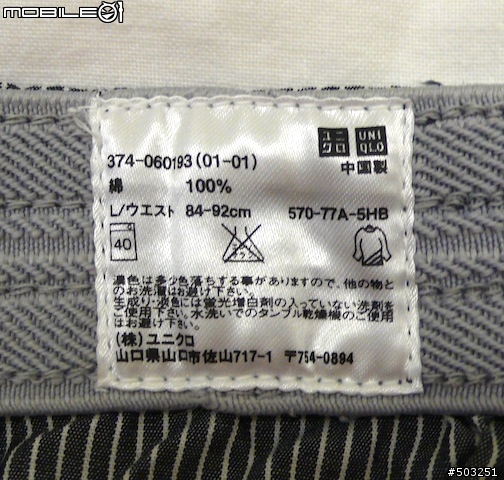 MOBILE01
ユニクロ
UNIQLO
374-060193(01-01)
中国製
綿 100%
L/ウエスト 84-92cm 570-77A-5HB
40
濃色は多少色落ちする事がありますので、他の物と
のお洗濯はお避け下さい。
生成り・淡色には蛍光増白剤の入っていない洗剤を
ご使用下さい。水洗いでのタンブル乾燥機のご使用
はお避け下さい。
(株)ユニクロ
山口県山口市佐山717-1 〒754-0894
#503251